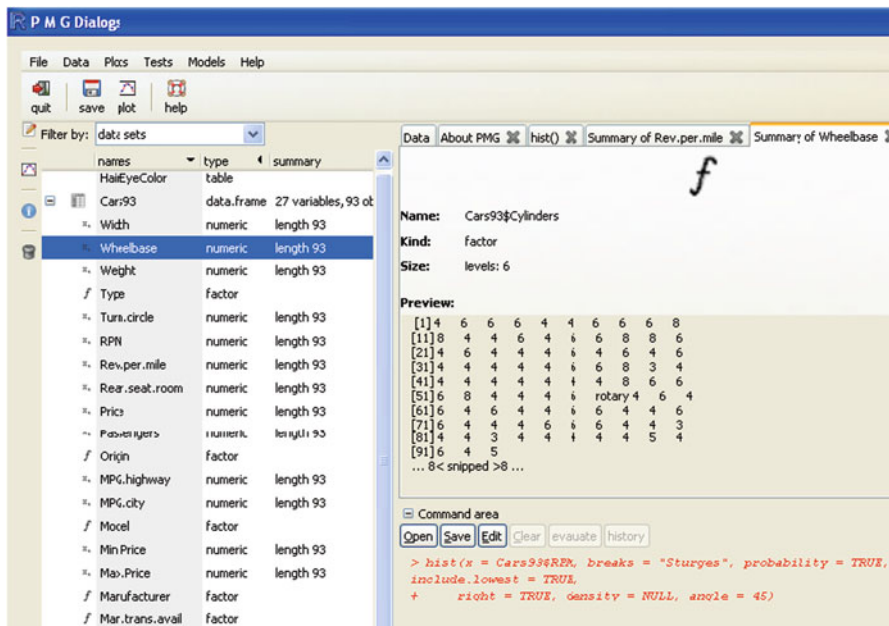 P M G Dialogs
File Data Plots Tests Models Help
quit save plot help
Filter by: data sets
names type summary
HairEyeColor table
Cars93 data.frame 27 variables, 93 ob
Width numeric length 93
Wheelbase numeric length 93
Weight numeric length 93
f Type factor
Turn.circle numeric length 93
RPN numeric length 93
Rev.per.mile numeric length 93
Rear.seat.room numeric length 93
Price numeric length 93
Passengers numeric length 93
f Origin factor
MPG.highway numeric length 93
MPG.city numeric length 93
f Model factor
Min Price numeric length 93
Max.Price numeric length 93
f Manufacturer factor
f Man.trans.avail factor
Data About PMG hist() Summary of Rev.per.mile Summary of Wheelbase
f
Name: Cars93$Cylinders
Kind: factor
Size: levels: 6
Preview:
[1] 4 6 6 6 4 4 6 6 6 8
[11] 8 4 4 6 4 6 6 8 8 6
[21] 4 6 4 4 4 6 4 6 4 6
[31] 4 4 4 4 4 6 6 8 3 4
[41] 4 4 4 4 4 4 4 8 6 6
[51] 6 8 4 4 4 6 rotary 4 6 4
[61] 6 4 6 4 4 6 6 4 4 6
[71] 6 4 4 4 6 6 4 4 4 3
[81] 4 4 3 4 4 4 4 4 5 4
[91] 6 4 5
... 8< snipped >8 ...
Command area
Open Save Edit Clear evauate history
> hist(x = Cars93$RPM, breaks = "Sturges", probability = TRUE,
include.lowest = TRUE,
+ right = TRUE, density = NULL, angle = 45)